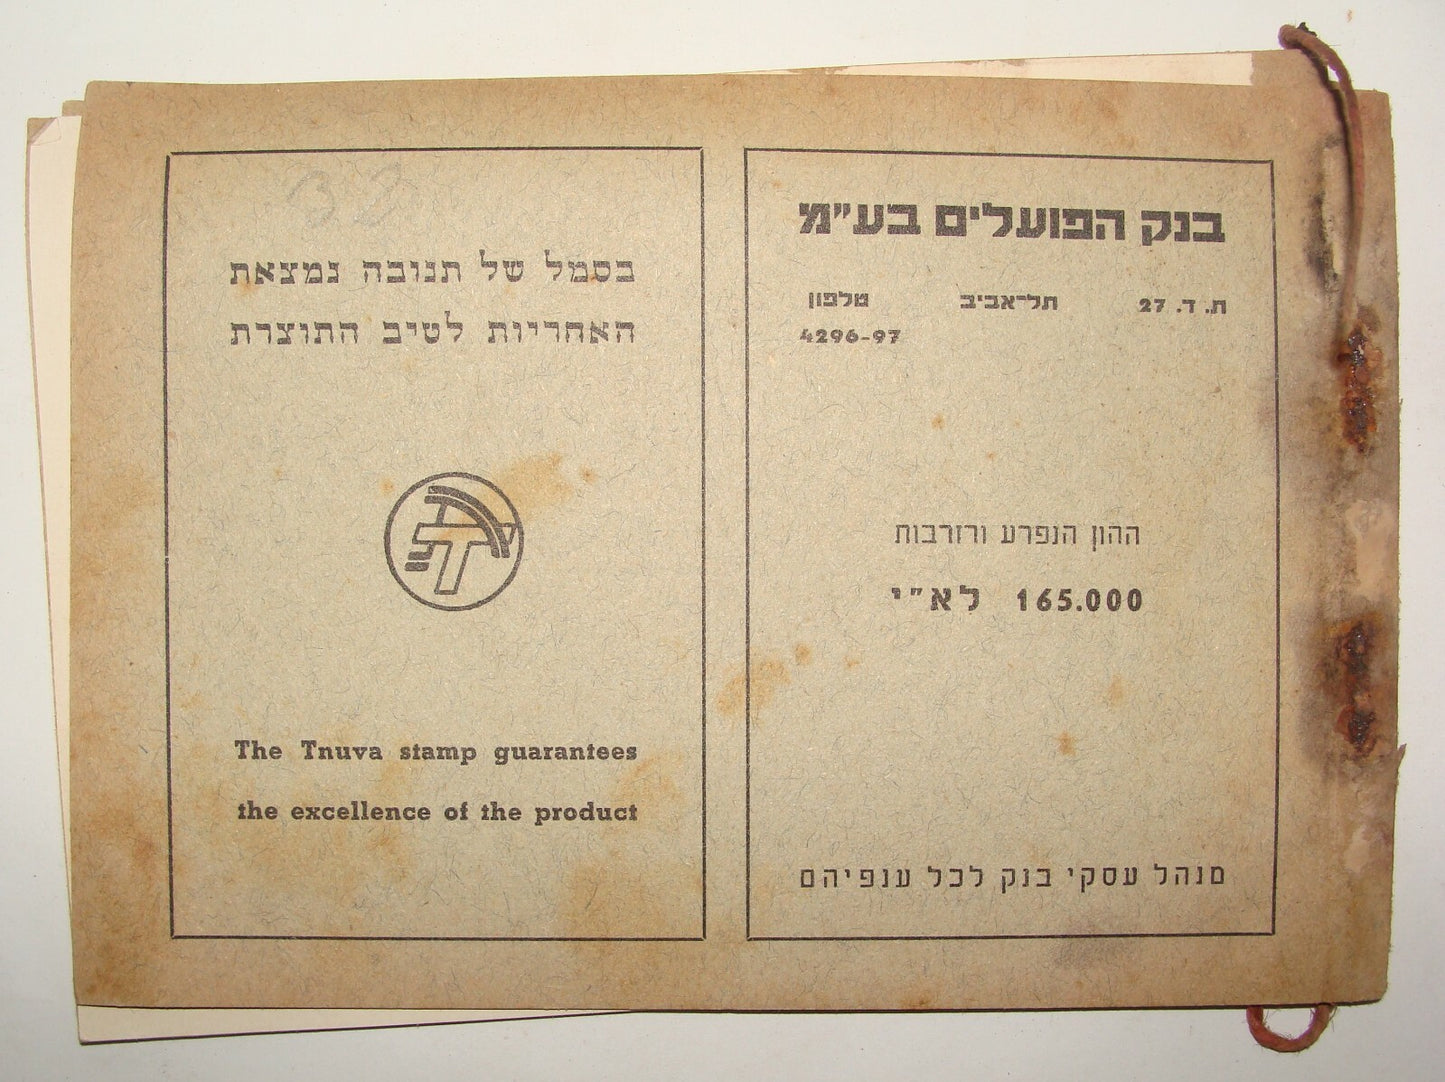 בנק הפועלים בע״מ
ת. ד. 27 תל־אביב טלפון
4296-97
ההון הנפרע ורזרבות
165.000 לא״י
מנהל עסקי בנק לכל ענפיהם
32
בסמל של תנובה נמצאת
האחריות לטיב התוצרת
The Tnuva stamp guarantees
the excellence of the product